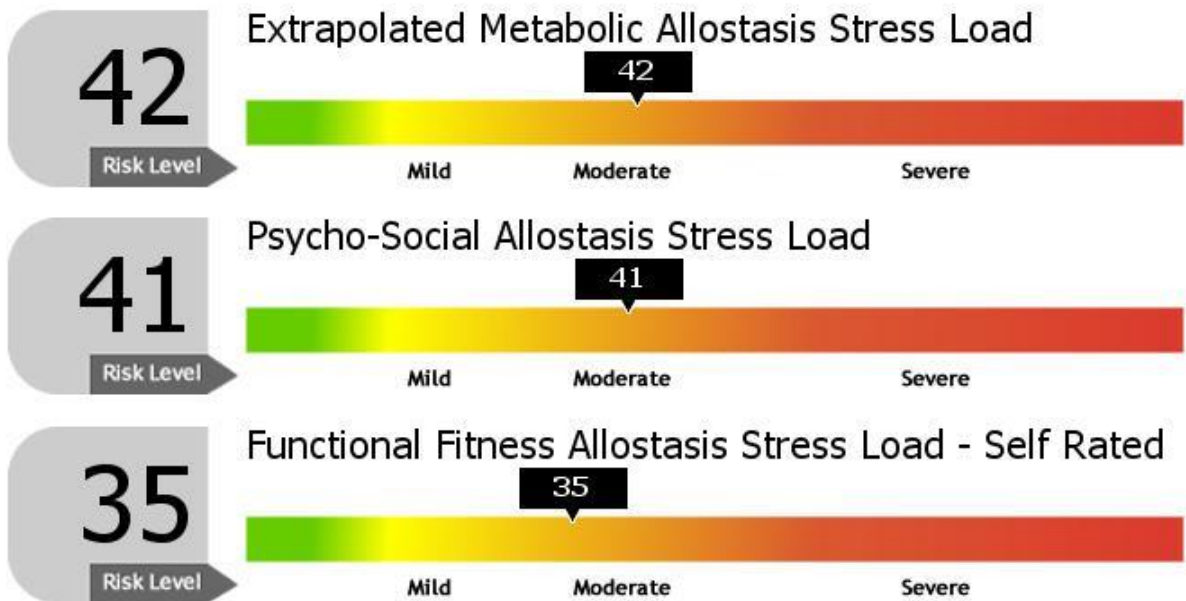 42
Risk Level
Extrapolated Metabolic Allostasis Stress Load
42
Mild Moderate Severe
41
Risk Level
Psycho-Social Allostasis Stress Load
41
Mild Moderate Severe
35
Risk Level
Functional Fitness Allostasis Stress Load - Self Rated
35
Mild Moderate Severe